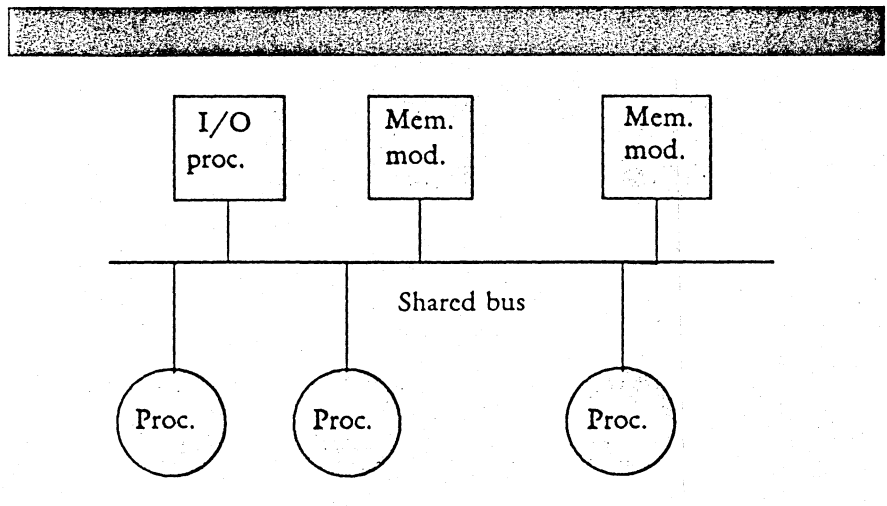 I/O
proc.
Mem.
mod.
Mem.
mod.
Shared bus
Proc.
Proc.
Proc.